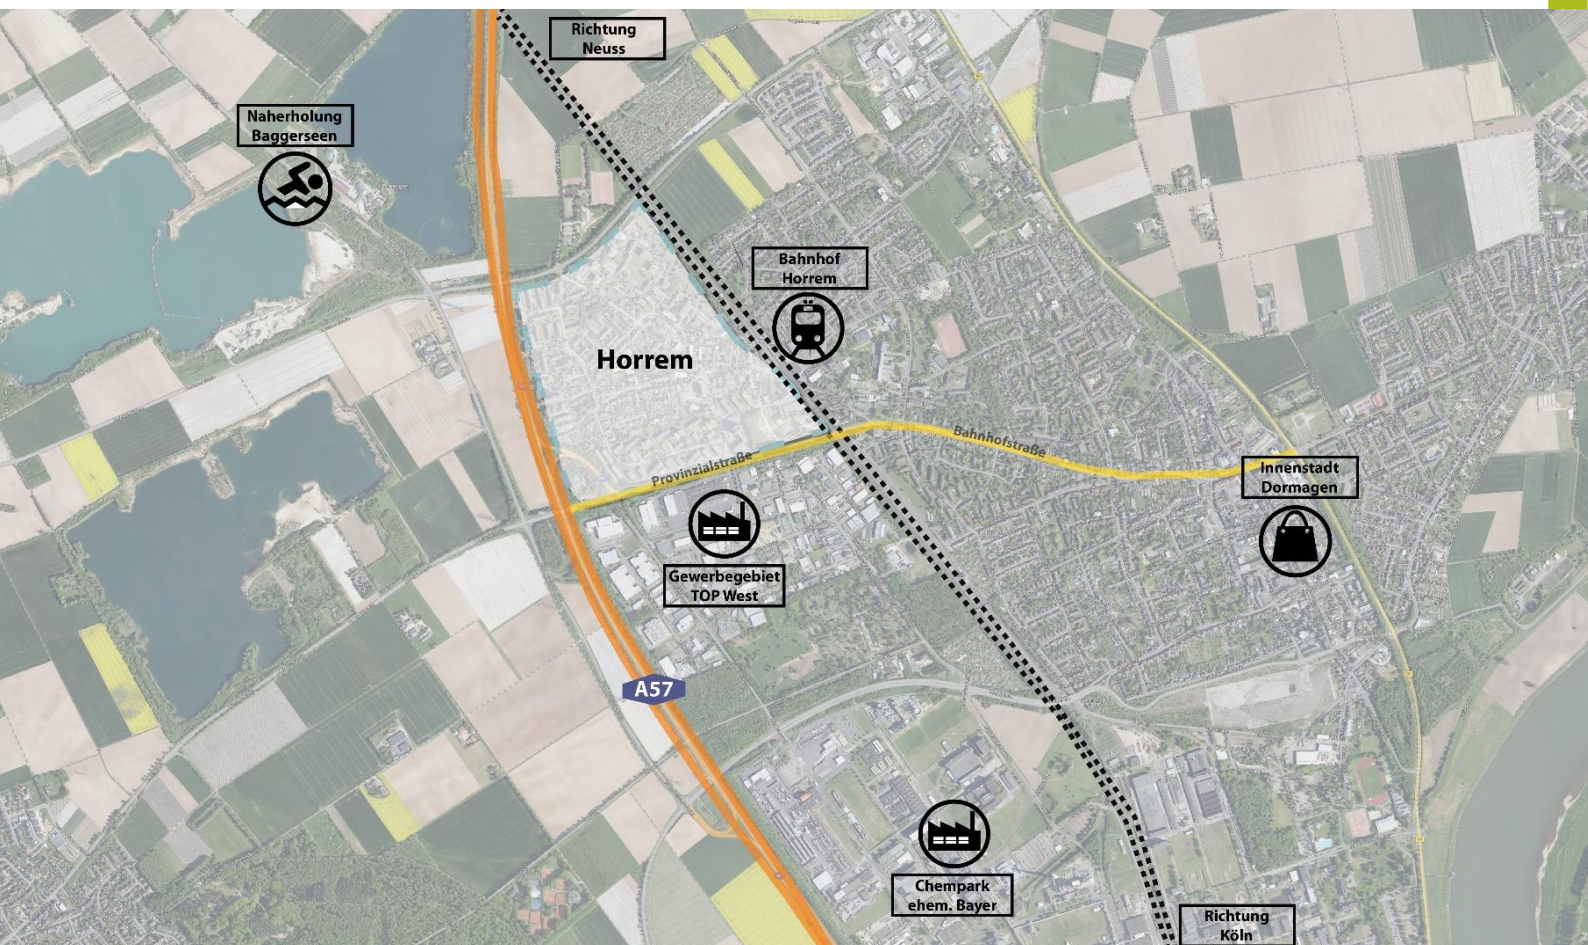 Richtung
Neuss
Naherholung
Baggerseen
Bahnhof
Horrem
Horrem
Provinzialstraße
Bahnhofstraße
Innenstadt
Dormagen
Gewerbegebiet
TOP West
A57
Chempark
ehem. Bayer
Richtung
Köln